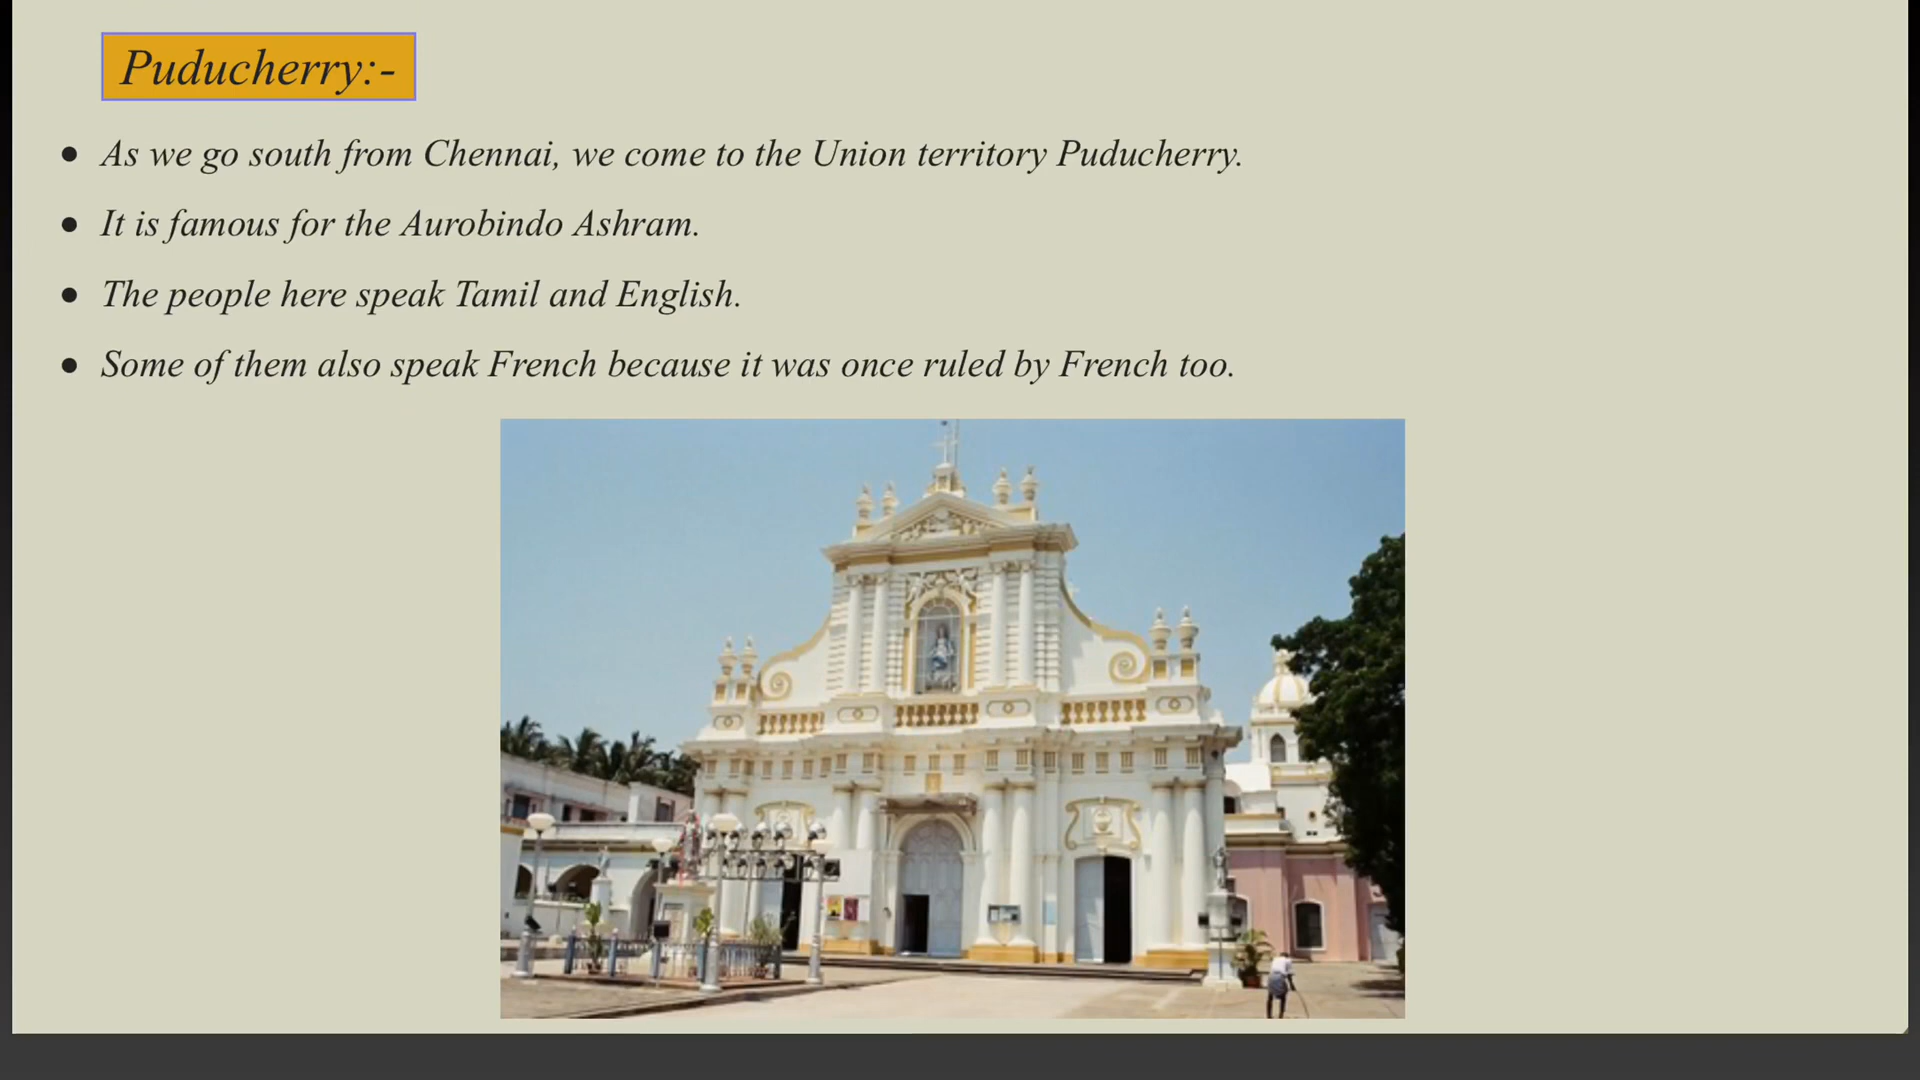 Puducherry:-
● As we go south from Chennai, we come to the Union territory Puducherry.
● It is famous for the Aurobindo Ashram.
● The people here speak Tamil and English.
● Some of them also speak French because it was once ruled by French too.